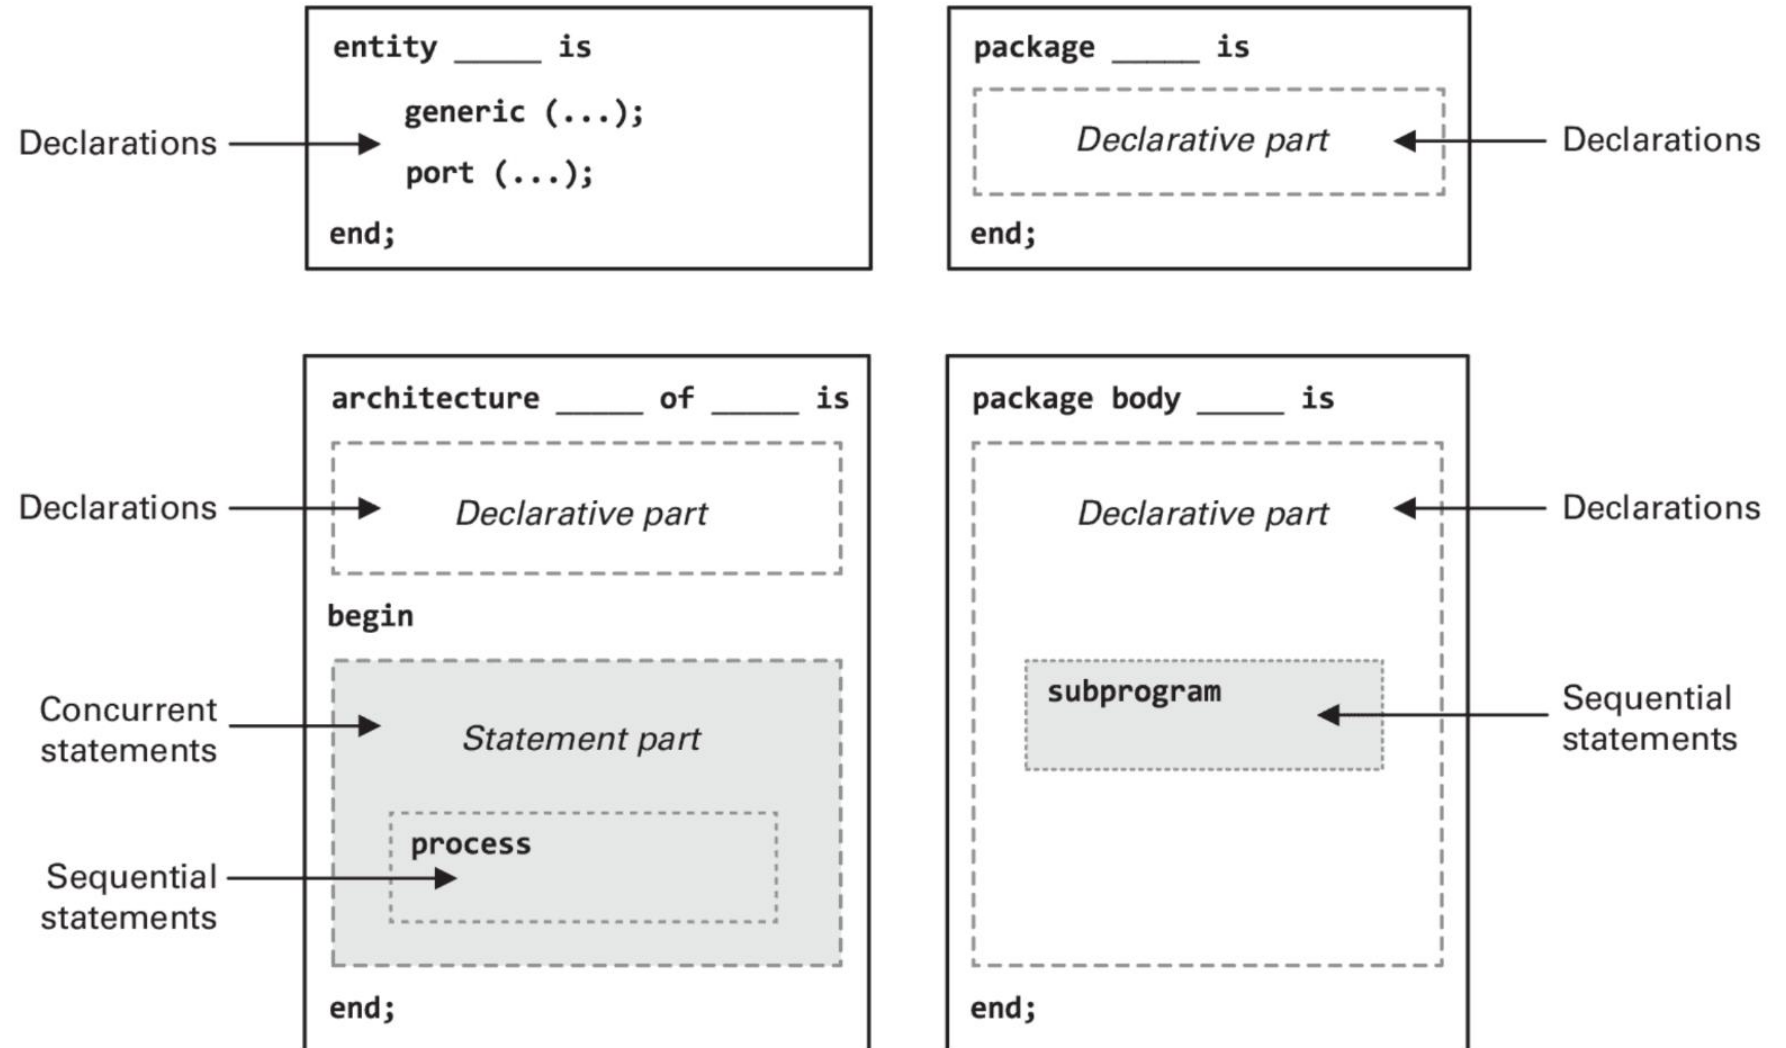 entity _____ is
generic (...);
Declarations
port (...);
end;
package _____ is
Declarative part
Declarations
end;
architecture _____ of _____ is
Declarations
Declarative part
begin
Concurrent
statements
Statement part
process
Sequential
statements
end;
package body _____ is
Declarative part
Declarations
subprogram
Sequential
statements
end;